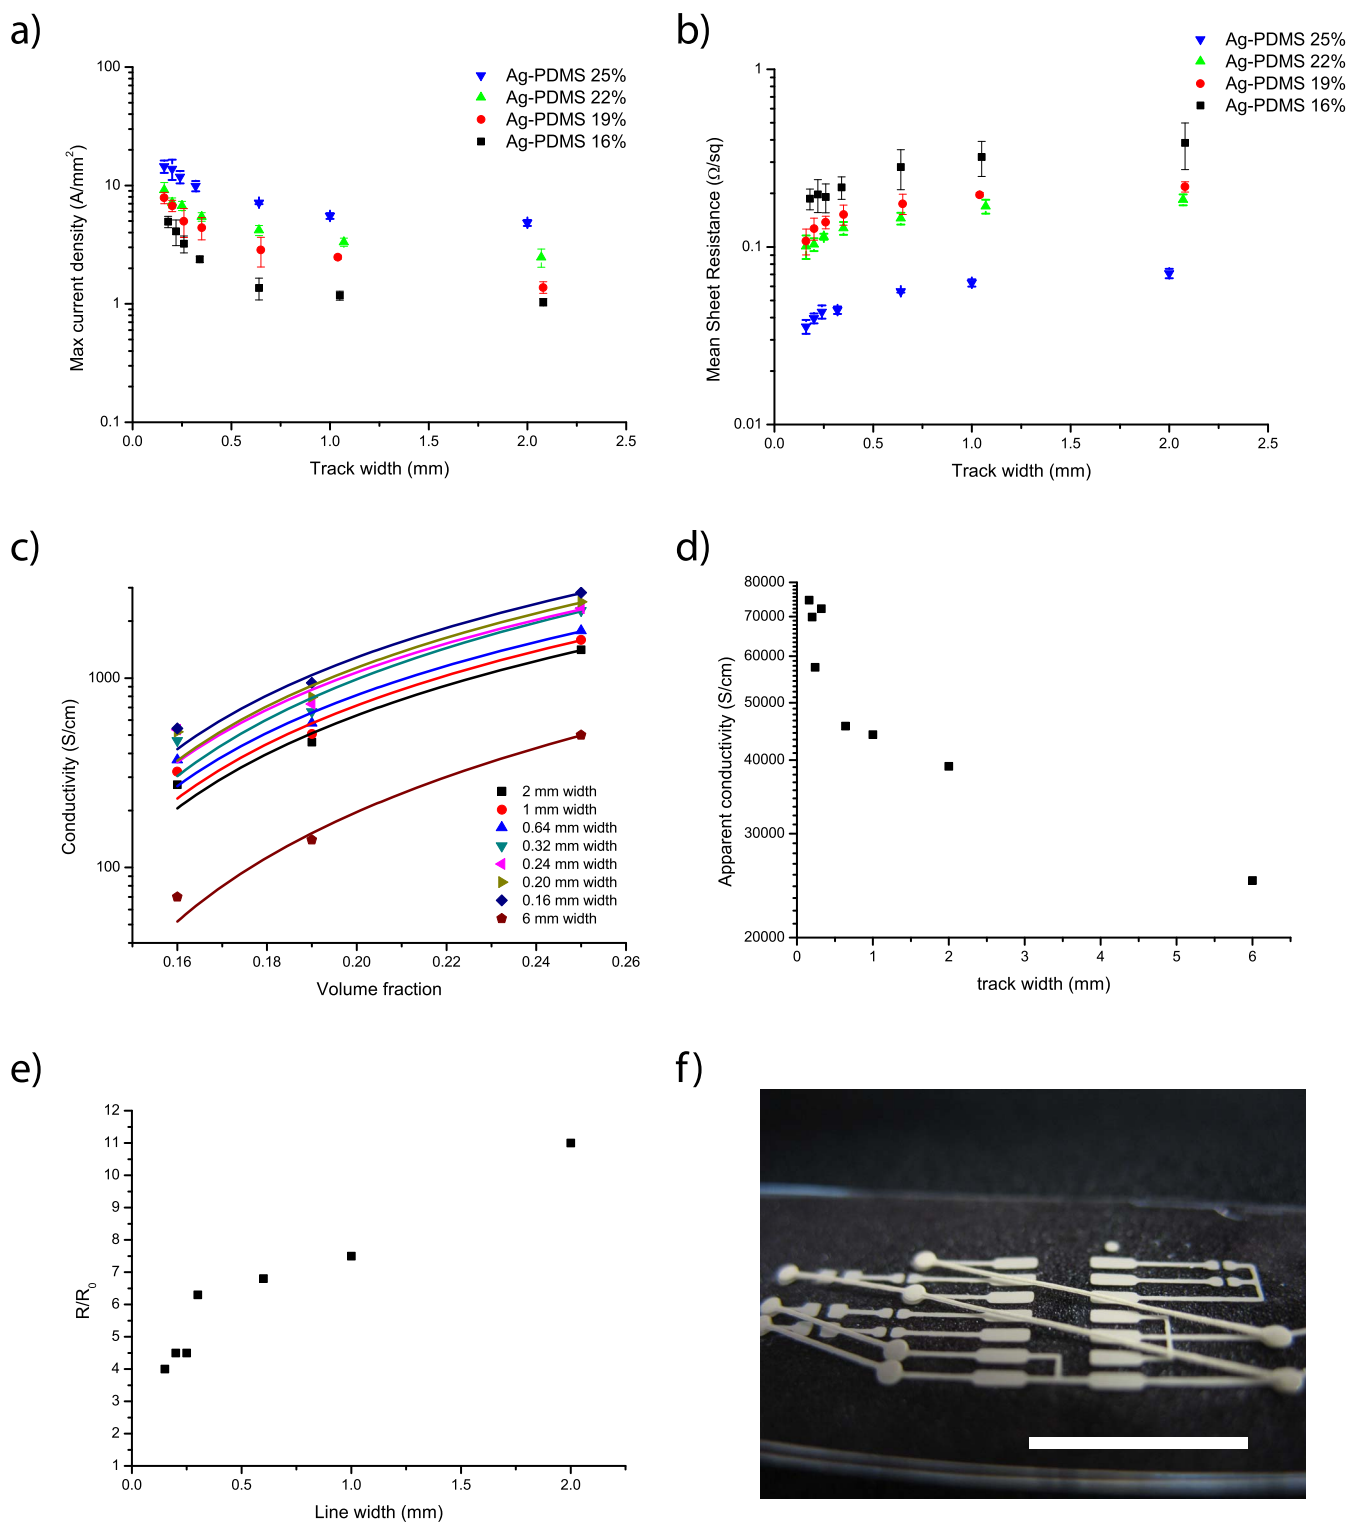 a)
100
10
1
0.1
0.0
0.5
1.0
1.5
2.0
2.5
Max current density (A/mm²)
Track width (mm)
Ag-PDMS 25%
Ag-PDMS 22%
Ag-PDMS 19%
Ag-PDMS 16%
b)
Ag-PDMS 25%
Ag-PDMS 22%
Ag-PDMS 19%
Ag-PDMS 16%
1
0.1
0.01
0.0
0.5
1.0
1.5
2.0
2.5
Mean Sheet Resistance (Ω/sq)
Track width (mm)
c)
1000
100
0.16
0.18
0.20
0.22
0.24
0.26
Conductivity (S/cm)
Volume fraction
2 mm width
1 mm width
0.64 mm width
0.32 mm width
0.24 mm width
0.20 mm width
0.16 mm width
6 mm width
d)
80000
70000
60000
50000
40000
30000
20000
0
1
2
3
4
5
6
Apparent conductivity (S/cm)
track width (mm)
e)
12
11
10
9
8
7
6
5
4
3
2
1
0.0
0.5
1.0
1.5
2.0
R/R₀
Line width (mm)
f)